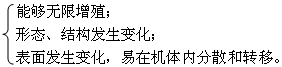 能够无限增殖；
形态、结构发生变化；
表面发生变化，易在机体内分散和转移。